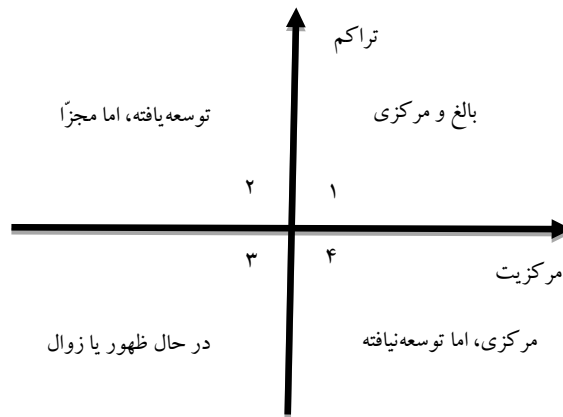 تراکم
بالغ و مرکزی
توسعه‌یافته، اما مجزّا
۲
۱
۳
۴
مرکزیت
مرکزی، اما توسعه‌نیافته
در حال ظهور یا زوال